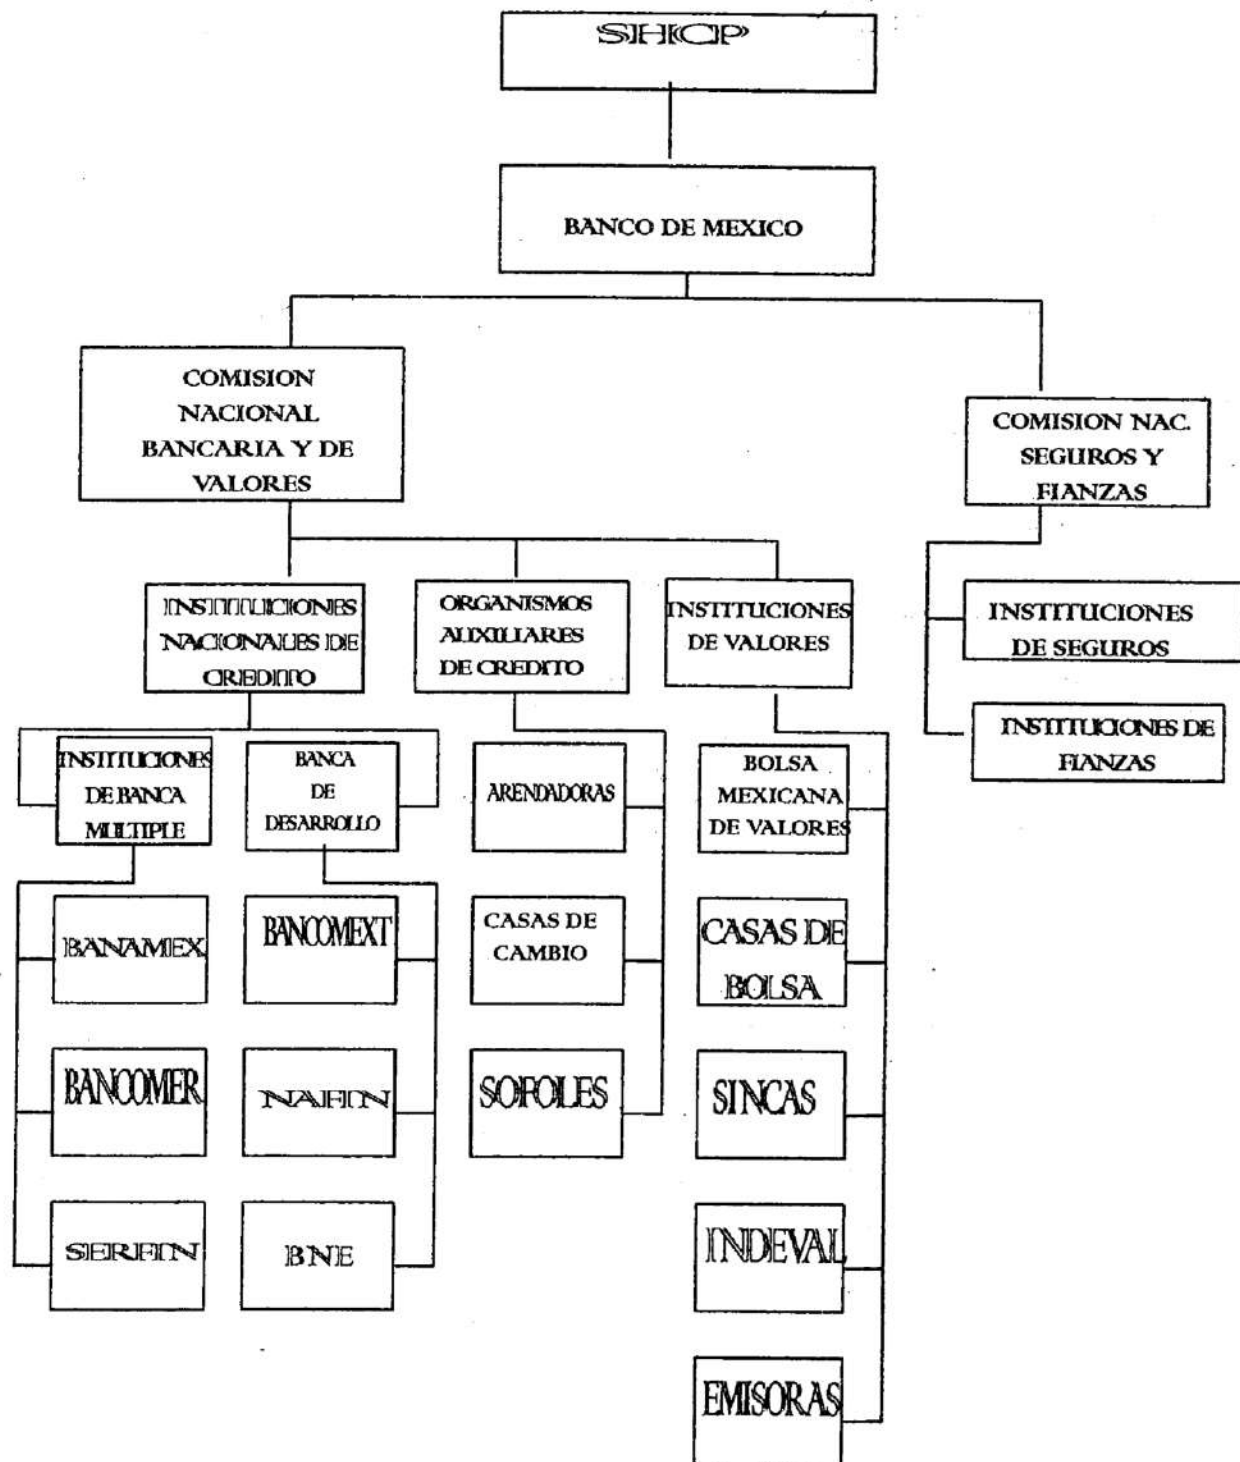 SHCP
BANCO DE MEXICO
COMISION
NACIONAL
BANCARIA Y DE
VALORES
COMISION NAC.
SEGUROS Y
FIANZAS
INSTITUCIONES
NACIONALES DE
CREDITO
ORGANISMOS
AUXILIARES
DE CREDITO
INSTITUCIONES
DE VALORES
INSTITUCIONES
DE SEGUROS
INSTITUCIONES DE
FIANZAS
INSTITUCIONES
DE BANCA
MULTIPLE
BANCA
DE
DESARROLLO
ARENDADORAS
BOLSA
MEXICANA
DE VALORES
BANAMEX
BANCOMEXT
CASAS DE
CAMBIO
CASAS DE
BOLSA
BANCOMER
NAFIN
SOFOLES
SINCAS
SERFIN
BNE
INDEVAL
EMISORAS